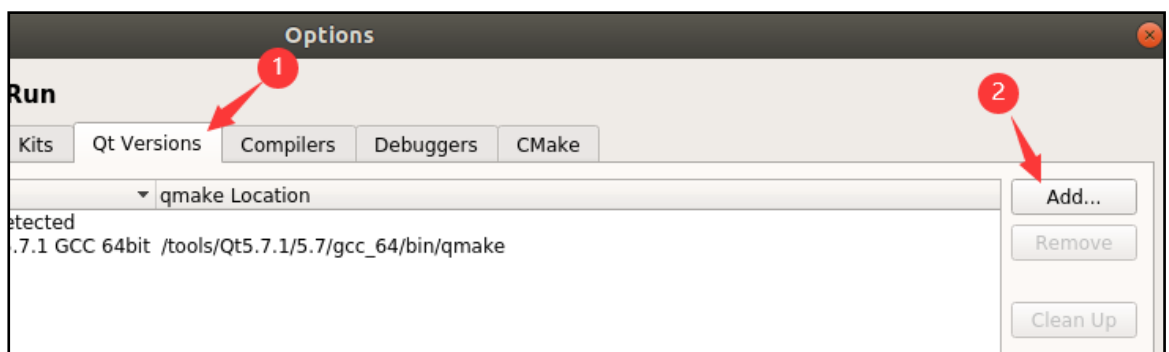 Options
1
Run
2
Kits Qt Versions Compilers Debuggers CMake
qmake Location
Add...
etected
.7.1 GCC 64bit /tools/Qt5.7.1/5.7/gcc_64/bin/qmake
Remove
Clean Up